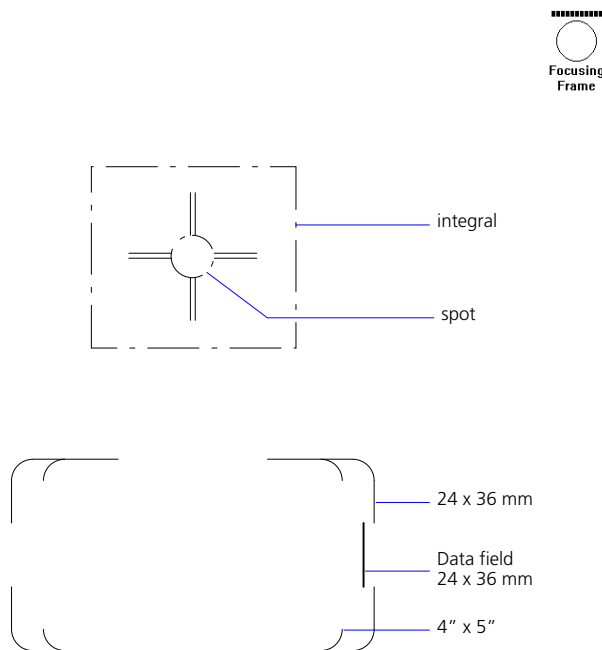 Focusing
Frame
integral
spot
24 x 36 mm
Data field
24 x 36 mm
4” x 5”